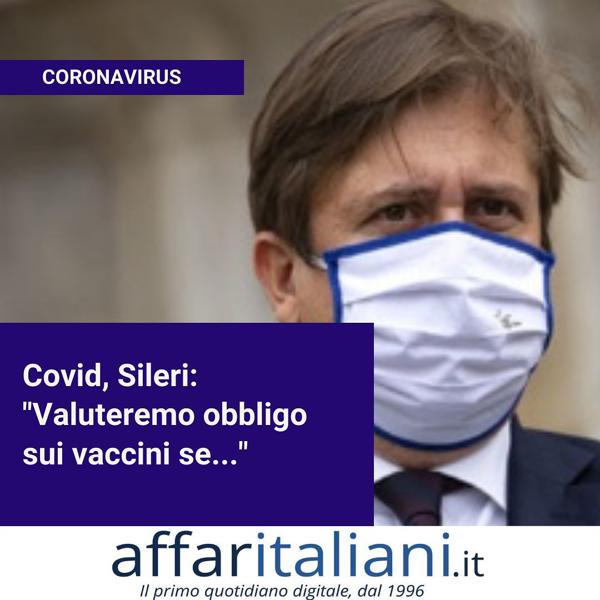 CORONAVIRUS
Covid, Sileri:
"Valuteremo obbligo
sui vaccini se..."
affaritaliani.it
Il primo quotidiano digitale, dal 1996